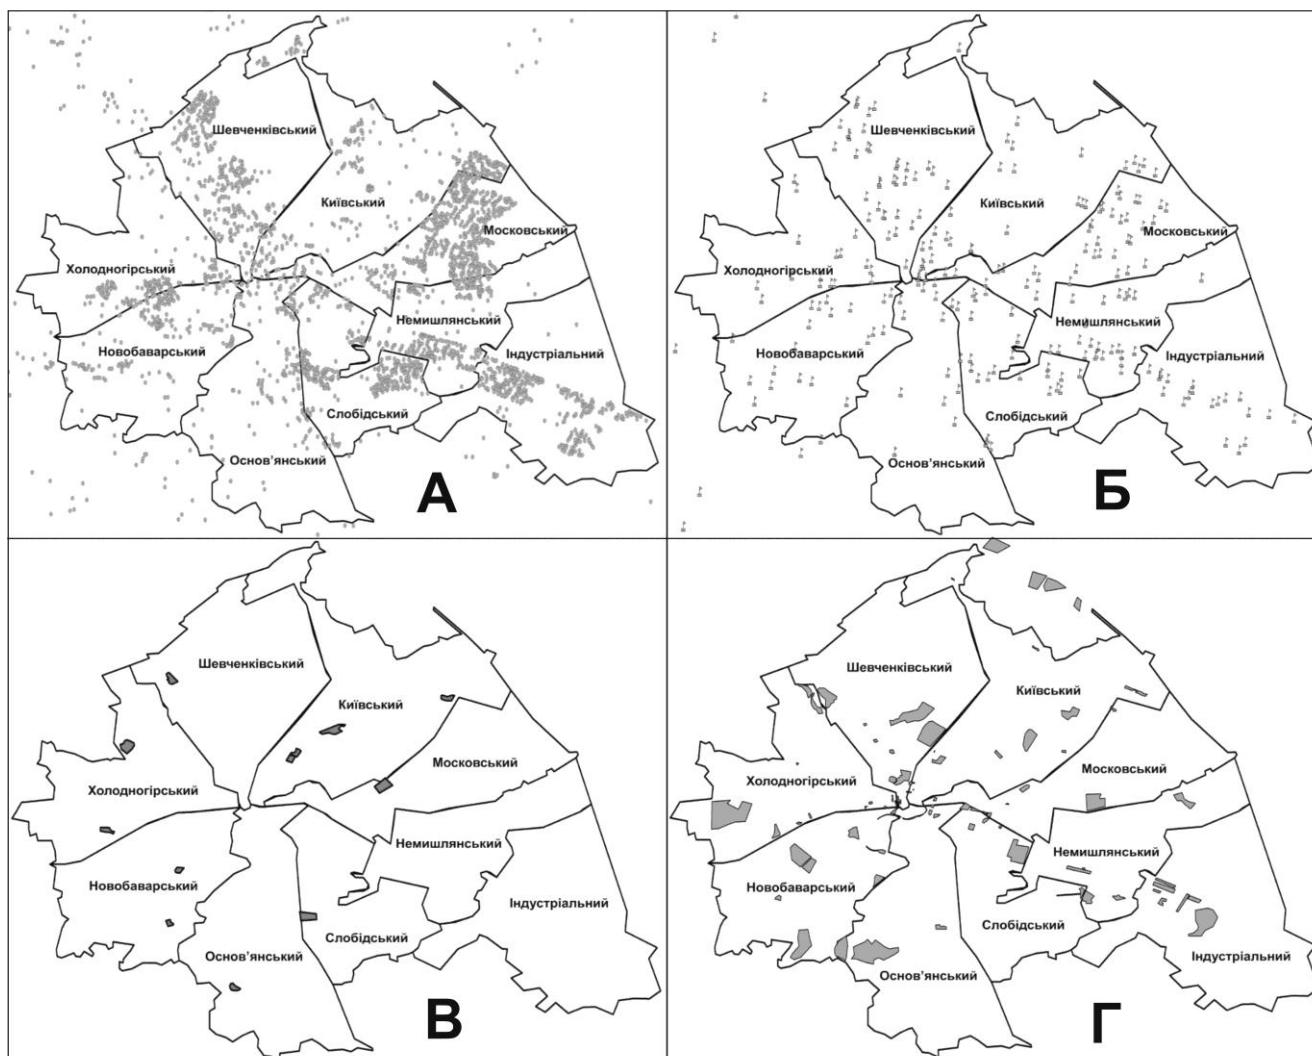 Шевченківський
Київський
Московський
Холодногірський
Немишлянський
Новобаварський
Індустріальний
Слобідський
Основ'янський
А
Шевченківський
Київський
Московський
Холодногірський
Немишлянський
Новобаварський
Індустріальний
Слобідський
Основ'янський
Б
Шевченківський
Київський
Московський
Холодногірський
Немишлянський
Новобаварський
Індустріальний
Слобідський
Основ'янський
В
Шевченківський
Київський
Московський
Холодногірський
Немишлянський
Новобаварський
Слобідський
Індустріальний
Основ'янський
Г